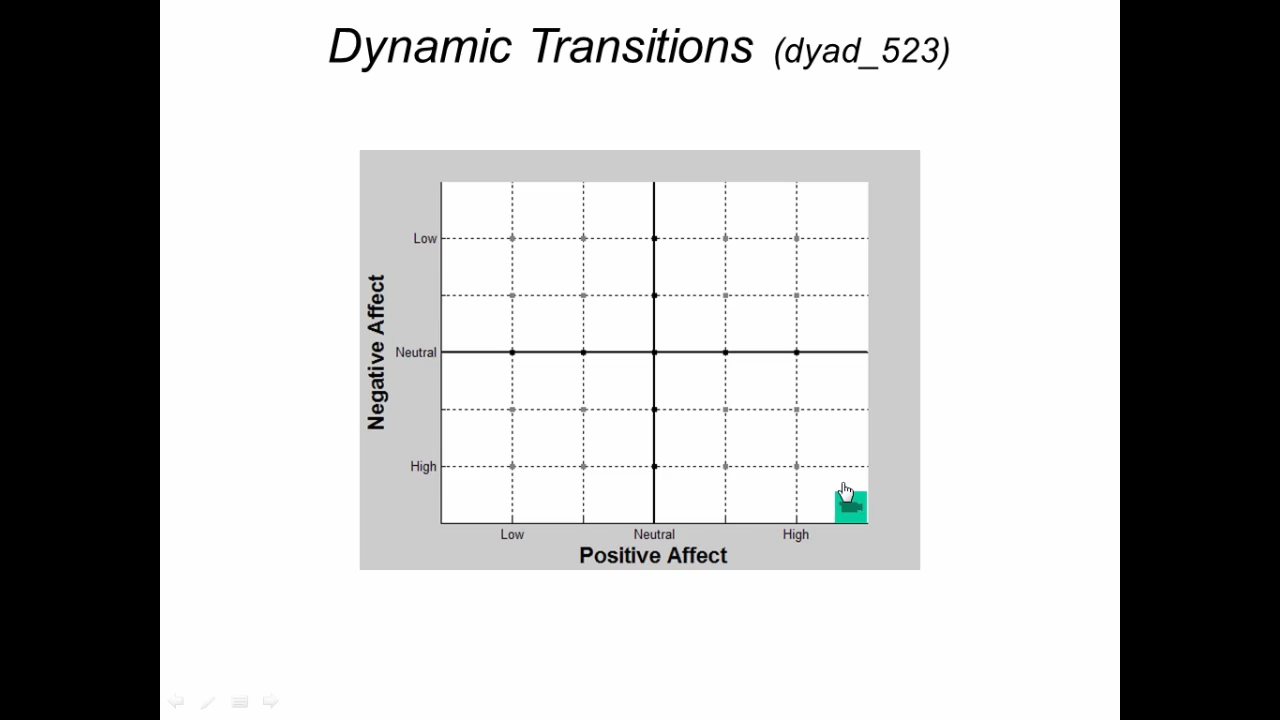 Dynamic Transitions (dyad_523)
Low
Neutral
High
Negative Affect
Low
Neutral
High
Positive Affect